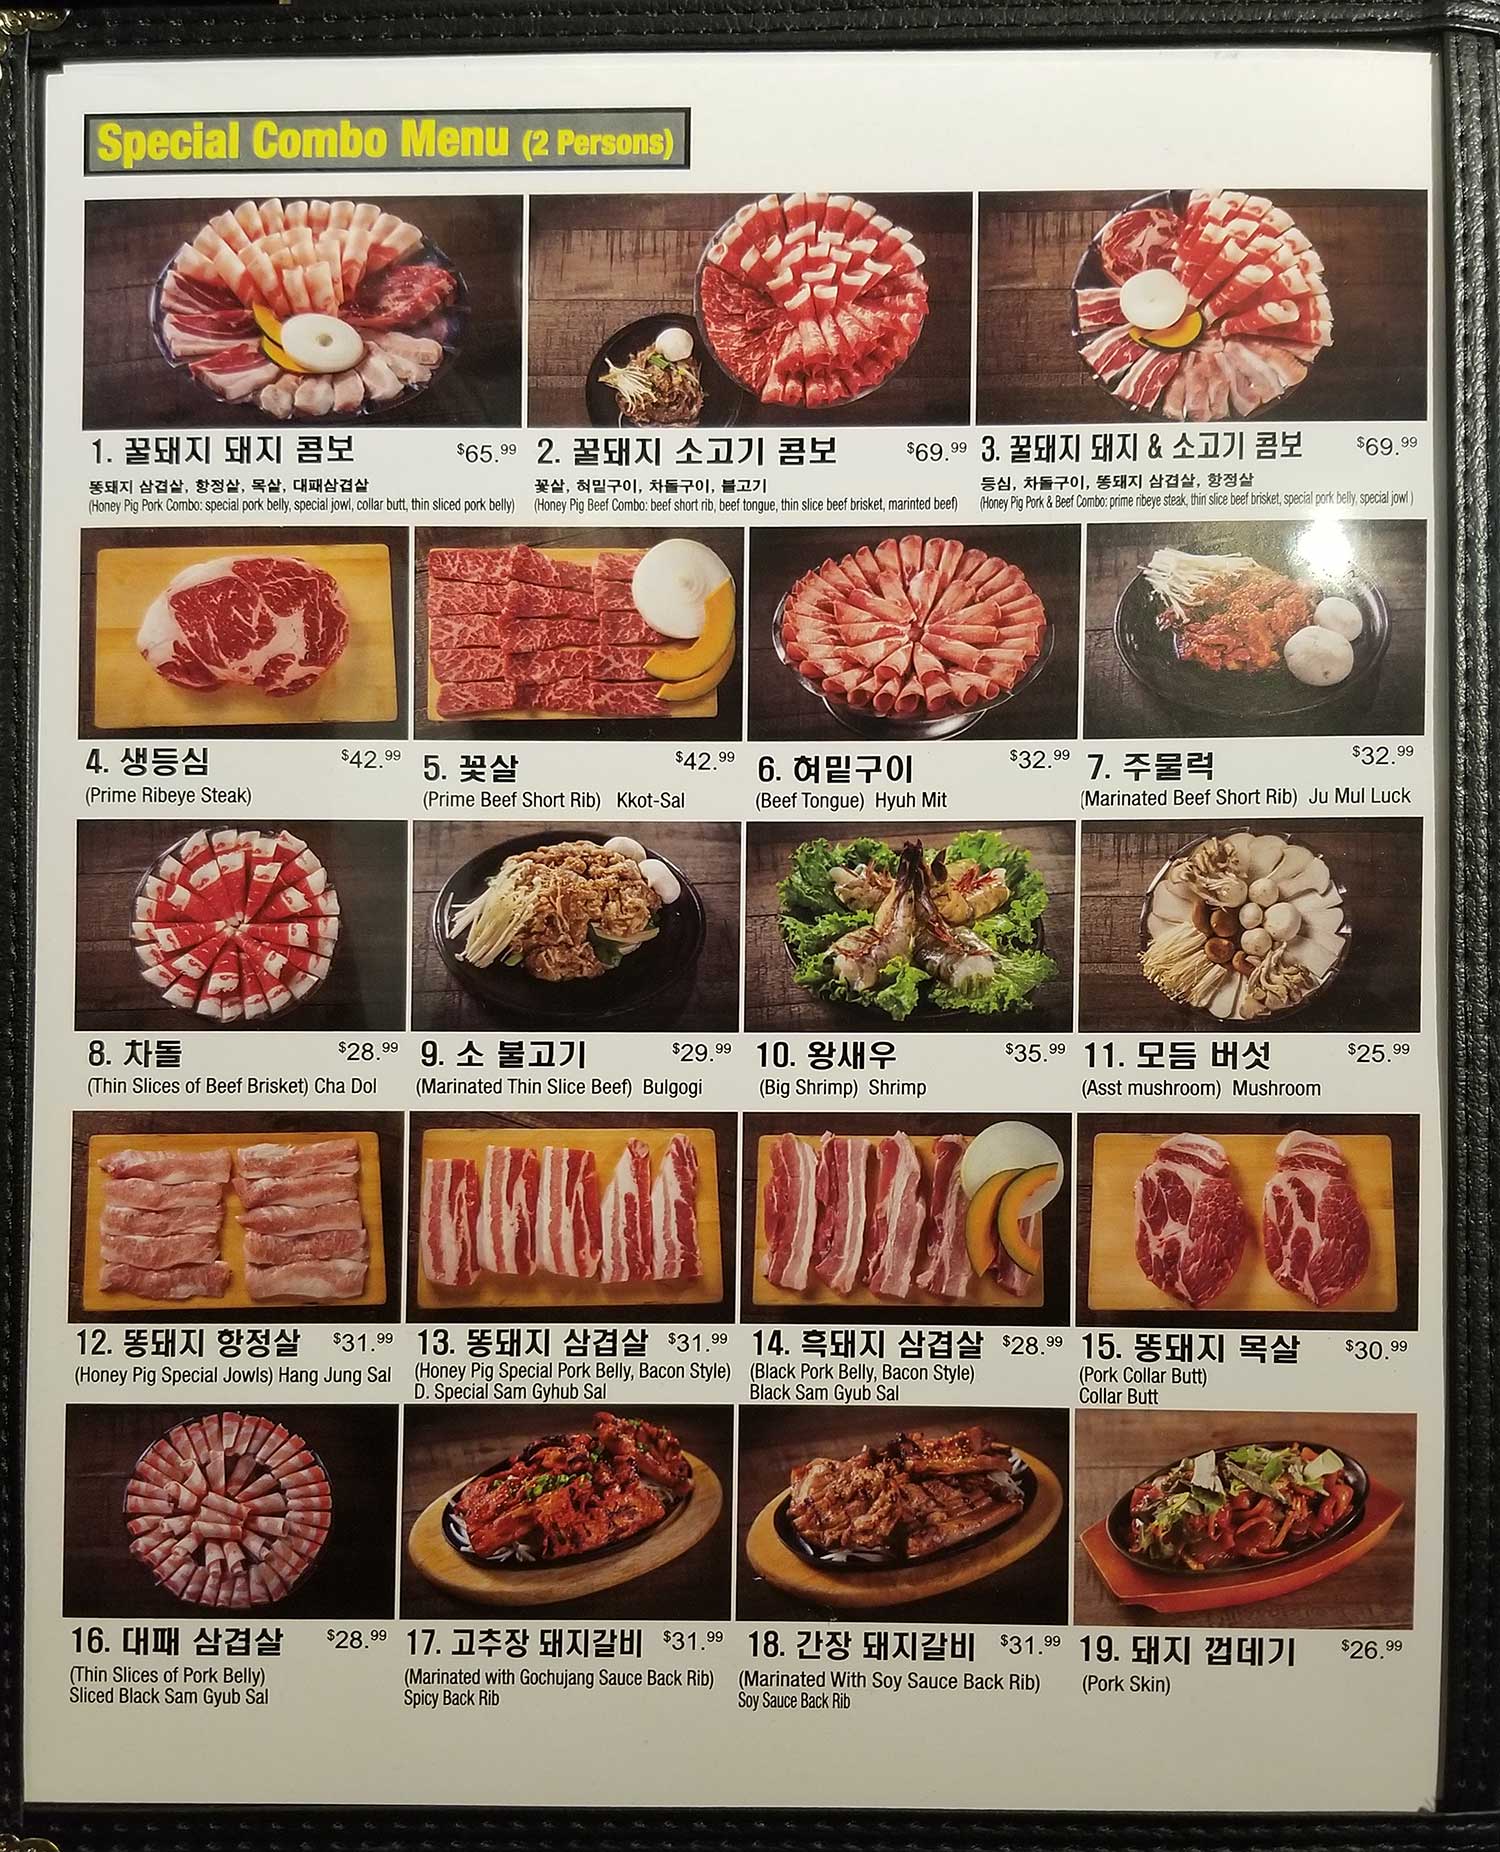 Special Combo Menu (2 Persons)
1. 꿀돼지 돼지 콤보 $65.99
똥돼지 삼겹살, 항정살, 목살, 대패삼겹살
(Honey Pig Pork Combo: special pork belly, special jowl, collar butt, thin sliced pork belly)
2. 꿀돼지 소고기 콤보 $69.99
꽃살, 혀밑구이, 차돌구이, 불고기
(Honey Pig Beef Combo: beef short rib, beef tongue, thin slice beef brisket, marinted beef)
3. 꿀돼지 돼지 & 소고기 콤보 $69.99
등심, 차돌구이, 똥돼지 삼겹살, 항정살
(Honey Pig Pork & Beef Combo: prime ribeye steak, thin slice beef brisket, special pork belly, special jowl )
4. 생등심 $42.99
(Prime Ribeye Steak)
5. 꽃살 $42.99
(Prime Beef Short Rib) Kkot-Sal
6. 혀밑구이 $32.99
(Beef Tongue) Hyuh Mit
7. 주물럭 $32.99
(Marinated Beef Short Rib) Ju Mul Luck
8. 차돌 $28.99
(Thin Slices of Beef Brisket) Cha Dol
9. 소 불고기 $29.99
(Marinated Thin Slice Beef) Bulgogi
10. 왕새우 $35.99
(Big Shrimp) Shrimp
11. 모듬 버섯 $25.99
(Asst mushroom) Mushroom
12. 똥돼지 항정살 $31.99
(Honey Pig Special Jowls) Hang Jung Sal
13. 똥돼지 삼겹살 $31.99
(Honey Pig Special Pork Belly, Bacon Style)
D. Special Sam Gyhub Sal
14. 흑돼지 삼겹살 $28.99
(Black Pork Belly, Bacon Style)
Black Sam Gyub Sal
15. 똥돼지 목살 $30.99
(Pork Collar Butt)
Collar Butt
16. 대패 삼겹살 $28.99
(Thin Slices of Pork Belly)
Sliced Black Sam Gyub Sal
17. 고추장 돼지갈비 $31.99
(Marinated with Gochujang Sauce Back Rib)
Spicy Back Rib
18. 간장 돼지갈비 $31.99
(Marinated With Soy Sauce Back Rib)
Soy Sauce Back Rib
19. 돼지 껍데기 $26.99
(Pork Skin)